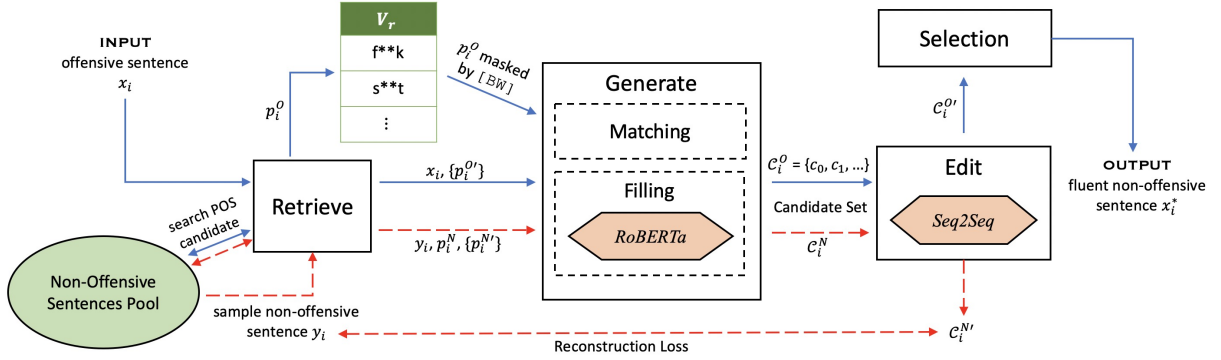 INPUT
offensive sentence
x_i
p_i^O
V_r
f**k
s**t
⋮
p_i^O masked
by [BW]
Retrieve
search POS
candidate
Non-Offensive
Sentences Pool
sample non-offensive
sentence y_i
x_i, {p_i^O'}
y_i, p_i^N, {p_i^N'}
Generate
Matching
Filling
RoBERTa
C_i^O = {c_0, c_1, …}
Candidate Set
C_i^N
Edit
Seq2Seq
C_i^O'
Selection
OUTPUT
fluent non-offensive
sentence x_i^*
C_i^N'
Reconstruction Loss